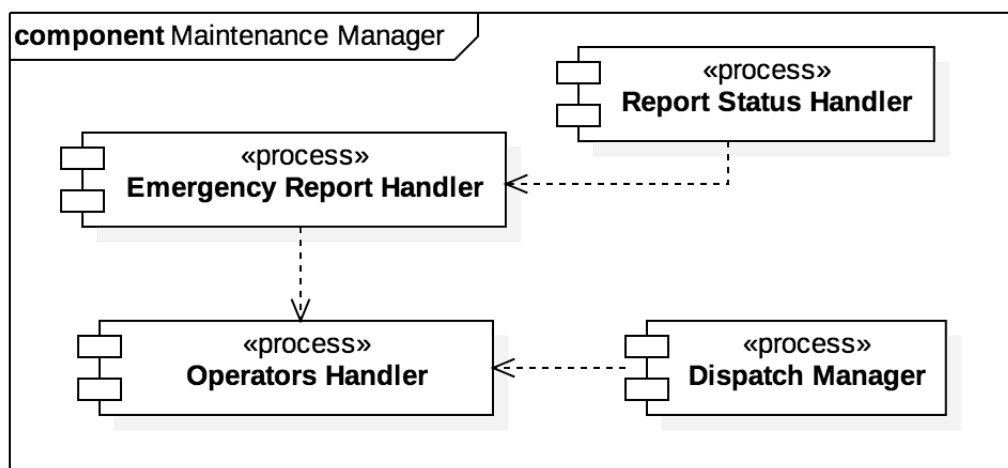 component Maintenance Manager
«process»
Report Status Handler
«process»
Emergency Report Handler
«process»
Operators Handler
«process»
Dispatch Manager